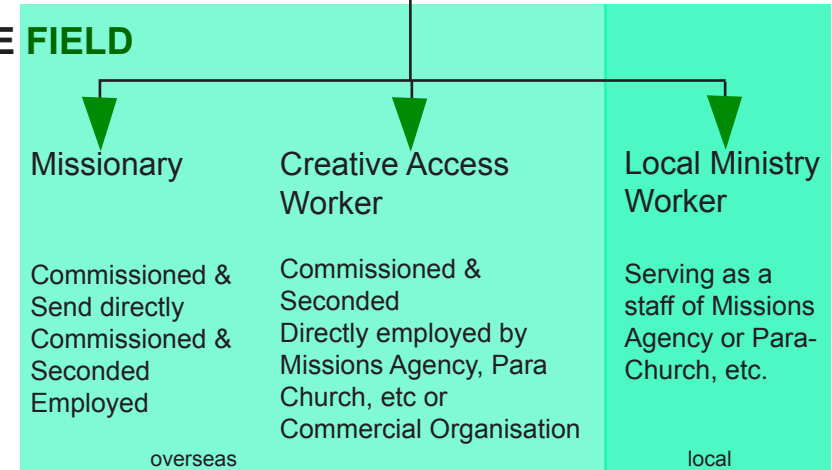 E FIELD
Missionary
Commissioned &
Send directly
Commissioned &
Seconded
Employed
Creative Access
Worker
Commissioned &
Seconded
Directly employed by
Missions Agency, Para
Church, etc or
Commercial Organisation
Local Ministry
Worker
Serving as a
staff of Missions
Agency or Para-
Church, etc.
overseas
local